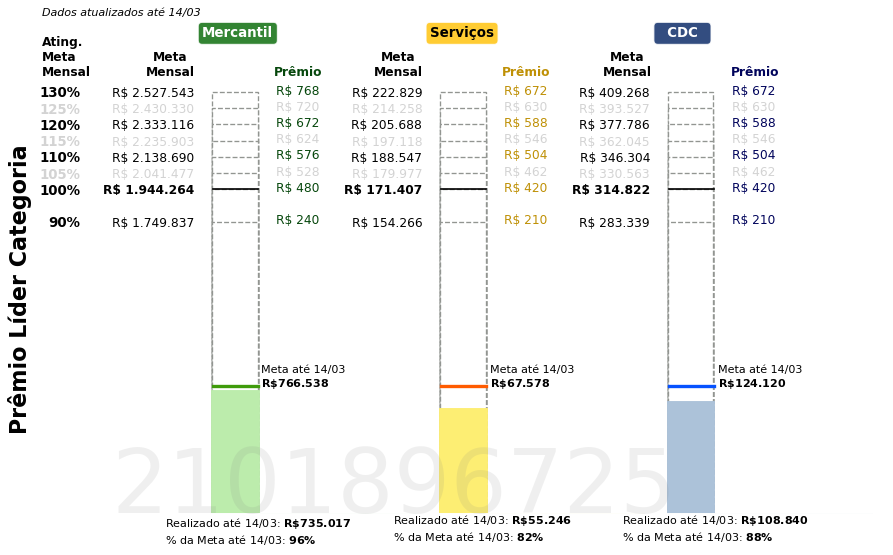 Dados atualizados até 14/03
Mercantil Serviços CDC
Ating. Meta Mensal Meta Mensal Prêmio Meta Mensal Prêmio Meta Mensal Prêmio
130% R$ 2.527.543 R$ 768 R$ 222.829 R$ 672 R$ 409.268 R$ 672
125% R$ 2.430.330 R$ 720 R$ 214.258 R$ 630 R$ 393.527 R$ 630
120% R$ 2.333.116 R$ 672 R$ 205.688 R$ 588 R$ 377.786 R$ 588
115% R$ 2.235.903 R$ 624 R$ 197.118 R$ 546 R$ 362.045 R$ 546
110% R$ 2.138.690 R$ 576 R$ 188.547 R$ 504 R$ 346.304 R$ 504
105% R$ 2.041.477 R$ 528 R$ 179.977 R$ 462 R$ 330.563 R$ 462
100% R$ 1.944.264 R$ 480 R$ 171.407 R$ 420 R$ 314.822 R$ 420
90% R$ 1.749.837 R$ 240 R$ 154.266 R$ 210 R$ 283.339 R$ 210
Prêmio Líder Categoria
Meta até 14/03 Meta até 14/03 Meta até 14/03
R$766.538 R$67.578 R$124.120
2101896725
Realizado até 14/03: R$735.017 Realizado até 14/03: R$55.246 Realizado até 14/03: R$108.840
% da Meta até 14/03: 96% % da Meta até 14/03: 82% % da Meta até 14/03: 88%